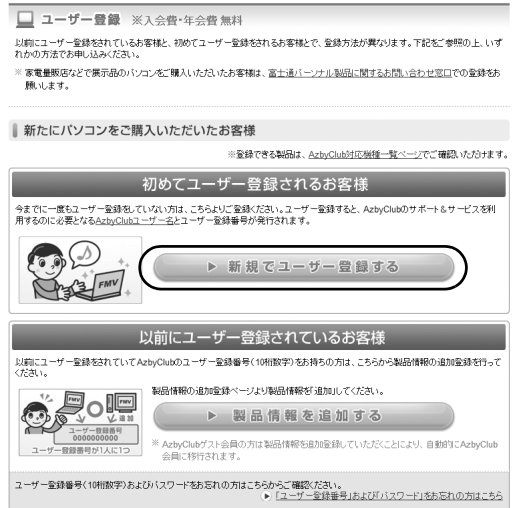 ユーザー登録 ※入会費・年会費 無料
以前にユーザー登録をされているお客様と、初めてユーザー登録をされるお客様とで、登録方法が異なります。下記をご参照の上、いず
れかの方法でお申し込みください。
※ 家電量販店などで展示品のパソコンをご購入いただいたお客様は、富士通パーソナル製品に関するお問い合わせ窓口での登録をお
願いします。
新たにパソコンをご購入いただいたお客様
※登録できる製品は、AzbyClub対応機種一覧ページでご確認いただけます。
初めてユーザー登録されるお客様
今までに一度もユーザー登録をしていない方は、こちらよりご登録ください。ユーザー登録すると、AzbyClubのサポート＆サービスを利
用するのに必要となるAzbyClubユーザー名とユーザー登録番号が発行されます。
FMV
新規でユーザー登録する
以前にユーザー登録されているお客様
以前にユーザー登録をされていてAzbyClubのユーザー登録番号（10桁数字）をお持ちの方は、こちらから製品情報の追加登録を行って
ください。
製品情報の追加登録ページより製品情報を「追加」してください。
FMV
FMV
追加
ユーザー登録番号
0000000000
ユーザー登録番号が1人に1つ
製品情報を追加する
※ AzbyClubゲスト会員の方は製品情報を追加登録していただくことにより、自動的にAzbyClub
会員に移行されます。
ユーザー登録番号（10桁数字）およびパスワードをお忘れの方はこちらからご確認ください。
「ユーザー登録番号」および「パスワード」をお忘れの方はこちら